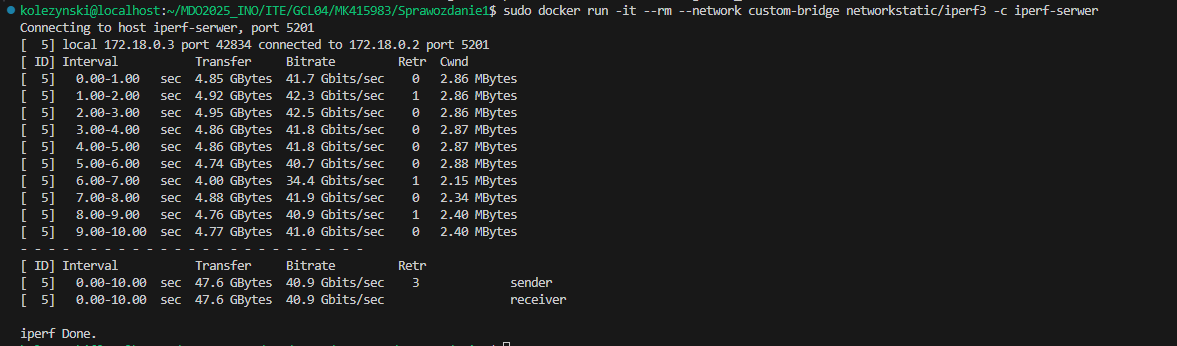 kolezynski@localhost:~/MDO2025_INO/ITE/GCL04/MK415983/Sprawozdanie1$ sudo docker run -it --rm --network custom-bridge networkstatic/iperf3 -c iperf-serwer
Connecting to host iperf-serwer, port 5201
[  5] local 172.18.0.3 port 42834 connected to 172.18.0.2 port 5201
[ ID] Interval           Transfer     Bitrate         Retr  Cwnd
[  5]   0.00-1.00   sec  4.85 GBytes  41.7 Gbits/sec    0   2.86 MBytes
[  5]   1.00-2.00   sec  4.92 GBytes  42.3 Gbits/sec    1   2.86 MBytes
[  5]   2.00-3.00   sec  4.95 GBytes  42.5 Gbits/sec    0   2.86 MBytes
[  5]   3.00-4.00   sec  4.86 GBytes  41.8 Gbits/sec    0   2.87 MBytes
[  5]   4.00-5.00   sec  4.86 GBytes  41.8 Gbits/sec    0   2.87 MBytes
[  5]   5.00-6.00   sec  4.74 GBytes  40.7 Gbits/sec    0   2.88 MBytes
[  5]   6.00-7.00   sec  4.00 GBytes  34.4 Gbits/sec    1   2.15 MBytes
[  5]   7.00-8.00   sec  4.88 GBytes  41.9 Gbits/sec    0   2.34 MBytes
[  5]   8.00-9.00   sec  4.76 GBytes  40.9 Gbits/sec    1   2.40 MBytes
[  5]   9.00-10.00  sec  4.77 GBytes  41.0 Gbits/sec    0   2.40 MBytes
- - - - - - - - - - - - - - - - - - - - - - - - -
[ ID] Interval           Transfer     Bitrate         Retr
[  5]   0.00-10.00  sec  47.6 GBytes  40.9 Gbits/sec    3             sender
[  5]   0.00-10.00  sec  47.6 GBytes  40.9 Gbits/sec                  receiver

iperf Done.